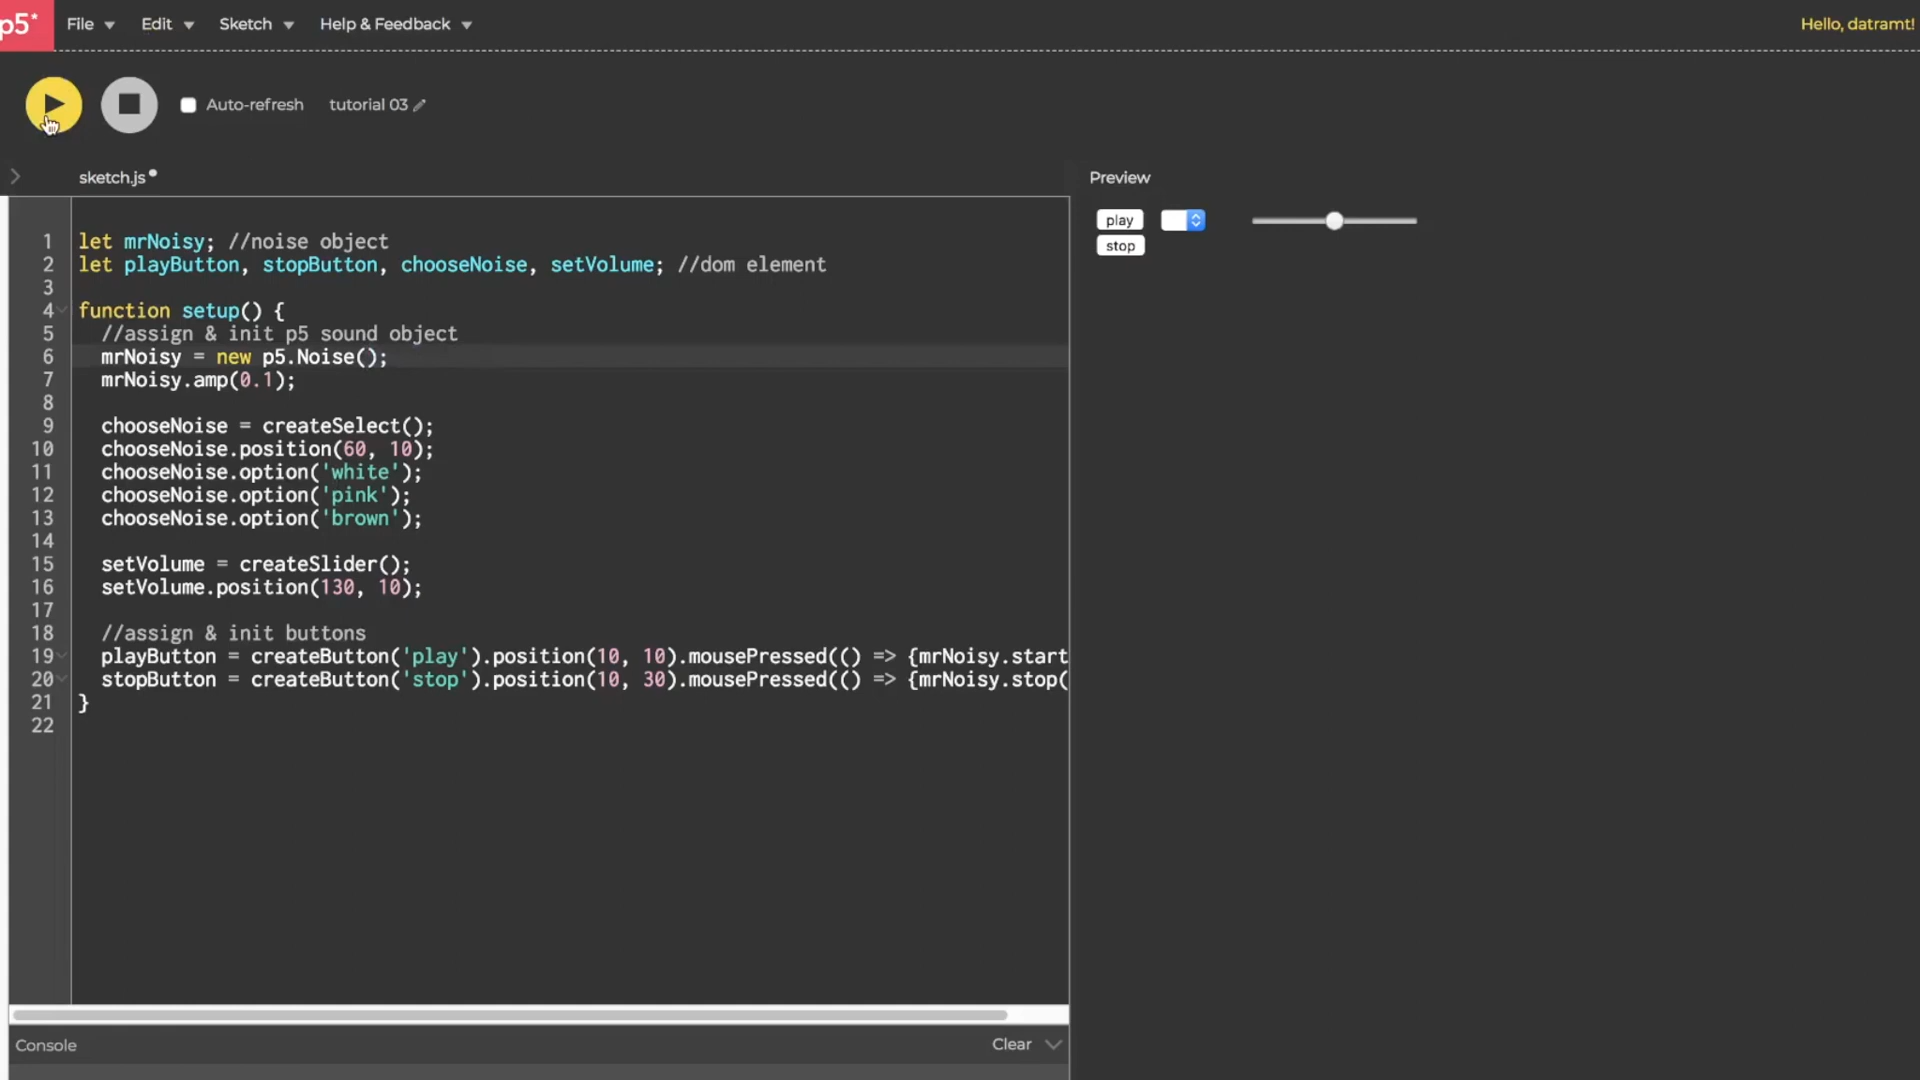 p5* File Edit Sketch Help & Feedback Hello, datramt!
Auto-refresh tutorial 03
sketch.js
Preview
play
stop
1 let mrNoisy; //noise object
2 let playButton, stopButton, chooseNoise, setVolume; //dom element
3
4 function setup() {
5 //assign & init p5 sound object
6 mrNoisy = new p5.Noise();
7 mrNoisy.amp(0.1);
8
9 chooseNoise = createSelect();
10 chooseNoise.position(60, 10);
11 chooseNoise.option('white');
12 chooseNoise.option('pink');
13 chooseNoise.option('brown');
14
15 setVolume = createSlider();
16 setVolume.position(130, 10);
17
18 //assign & init buttons
19 playButton = createButton('play').position(10, 10).mousePressed(() => {mrNoisy.start
20 stopButton = createButton('stop').position(10, 30).mousePressed(() => {mrNoisy.stop(
21 }
22
Console Clear